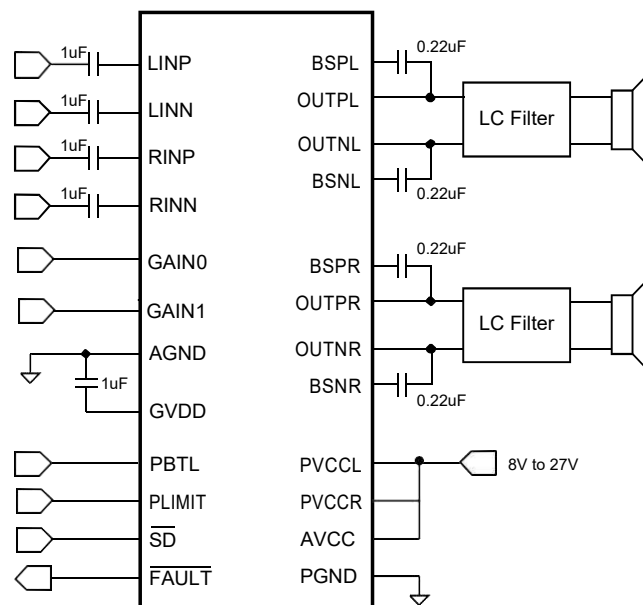 1uF
LINP
1uF
LINN
1uF
RINP
1uF
RINN
GAIN0
GAIN1
AGND
1uF
GVDD
PBTL
PLIMIT
SD
FAULT
BSPL
0.22uF
OUTPL
LC Filter
OUTNL
BSNL
0.22uF
BSPR
0.22uF
OUTPR
LC Filter
OUTNR
BSNR
0.22uF
PVCCL
8V to 27V
PVCCR
AVCC
PGND